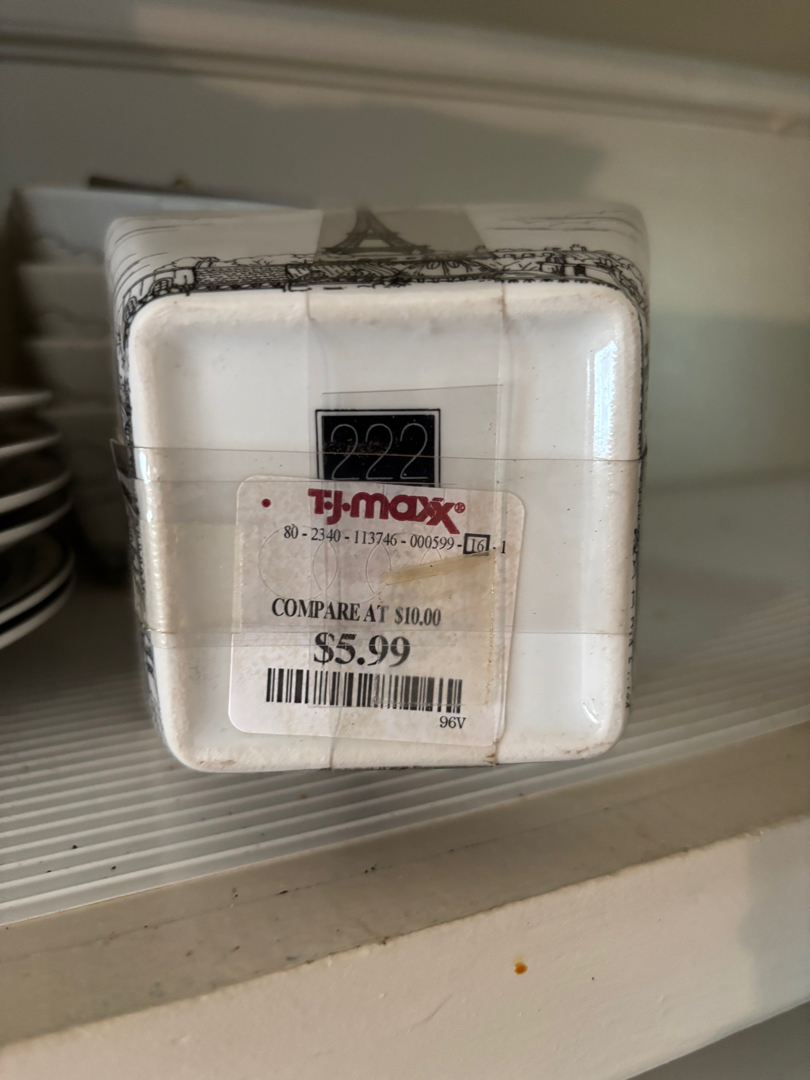 222
T·J·maxx®
80 - 2340 - 113746 - 000599 - 16 - 1
COMPARE AT $10.00
$5.99
96V